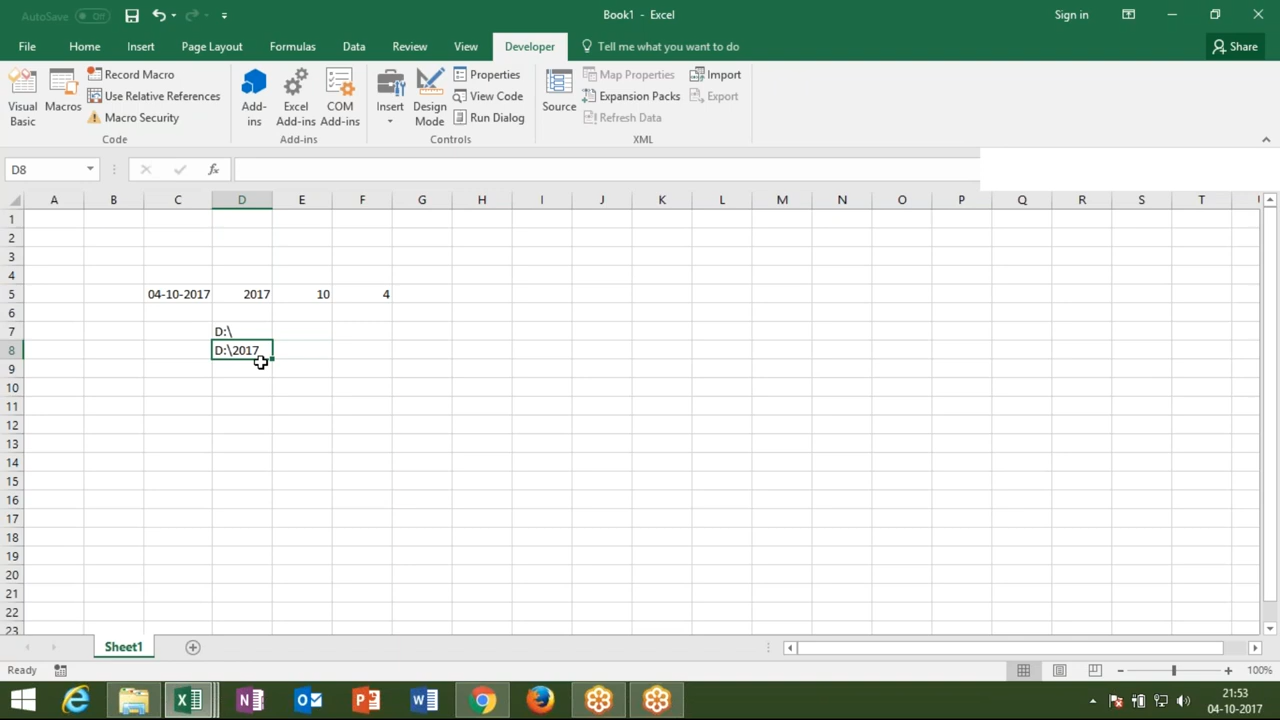 AutoSave Off Book1 - Excel Sign in
File Home Insert Page Layout Formulas Data Review View Developer Tell me what you want to do Share
Visual Basic
Macros
Record Macro
Use Relative References
Macro Security
Code
Add-ins
Excel Add-ins
COM Add-ins
Add-ins
Insert
Design Mode
Properties
View Code
Run Dialog
Controls
Source
Map Properties
Expansion Packs
Refresh Data
Import
Export
XML
D8 fx
A B C D E F G H I J K L M N O P Q R S T
1
2
3
4
5 04-10-2017 2017 10 4
6
7 D:\
8 D:\2017
9
10
11
12
13
14
15
16
17
18
19
20
21
22
23
Sheet1
Ready 100%
21:53
04-10-2017